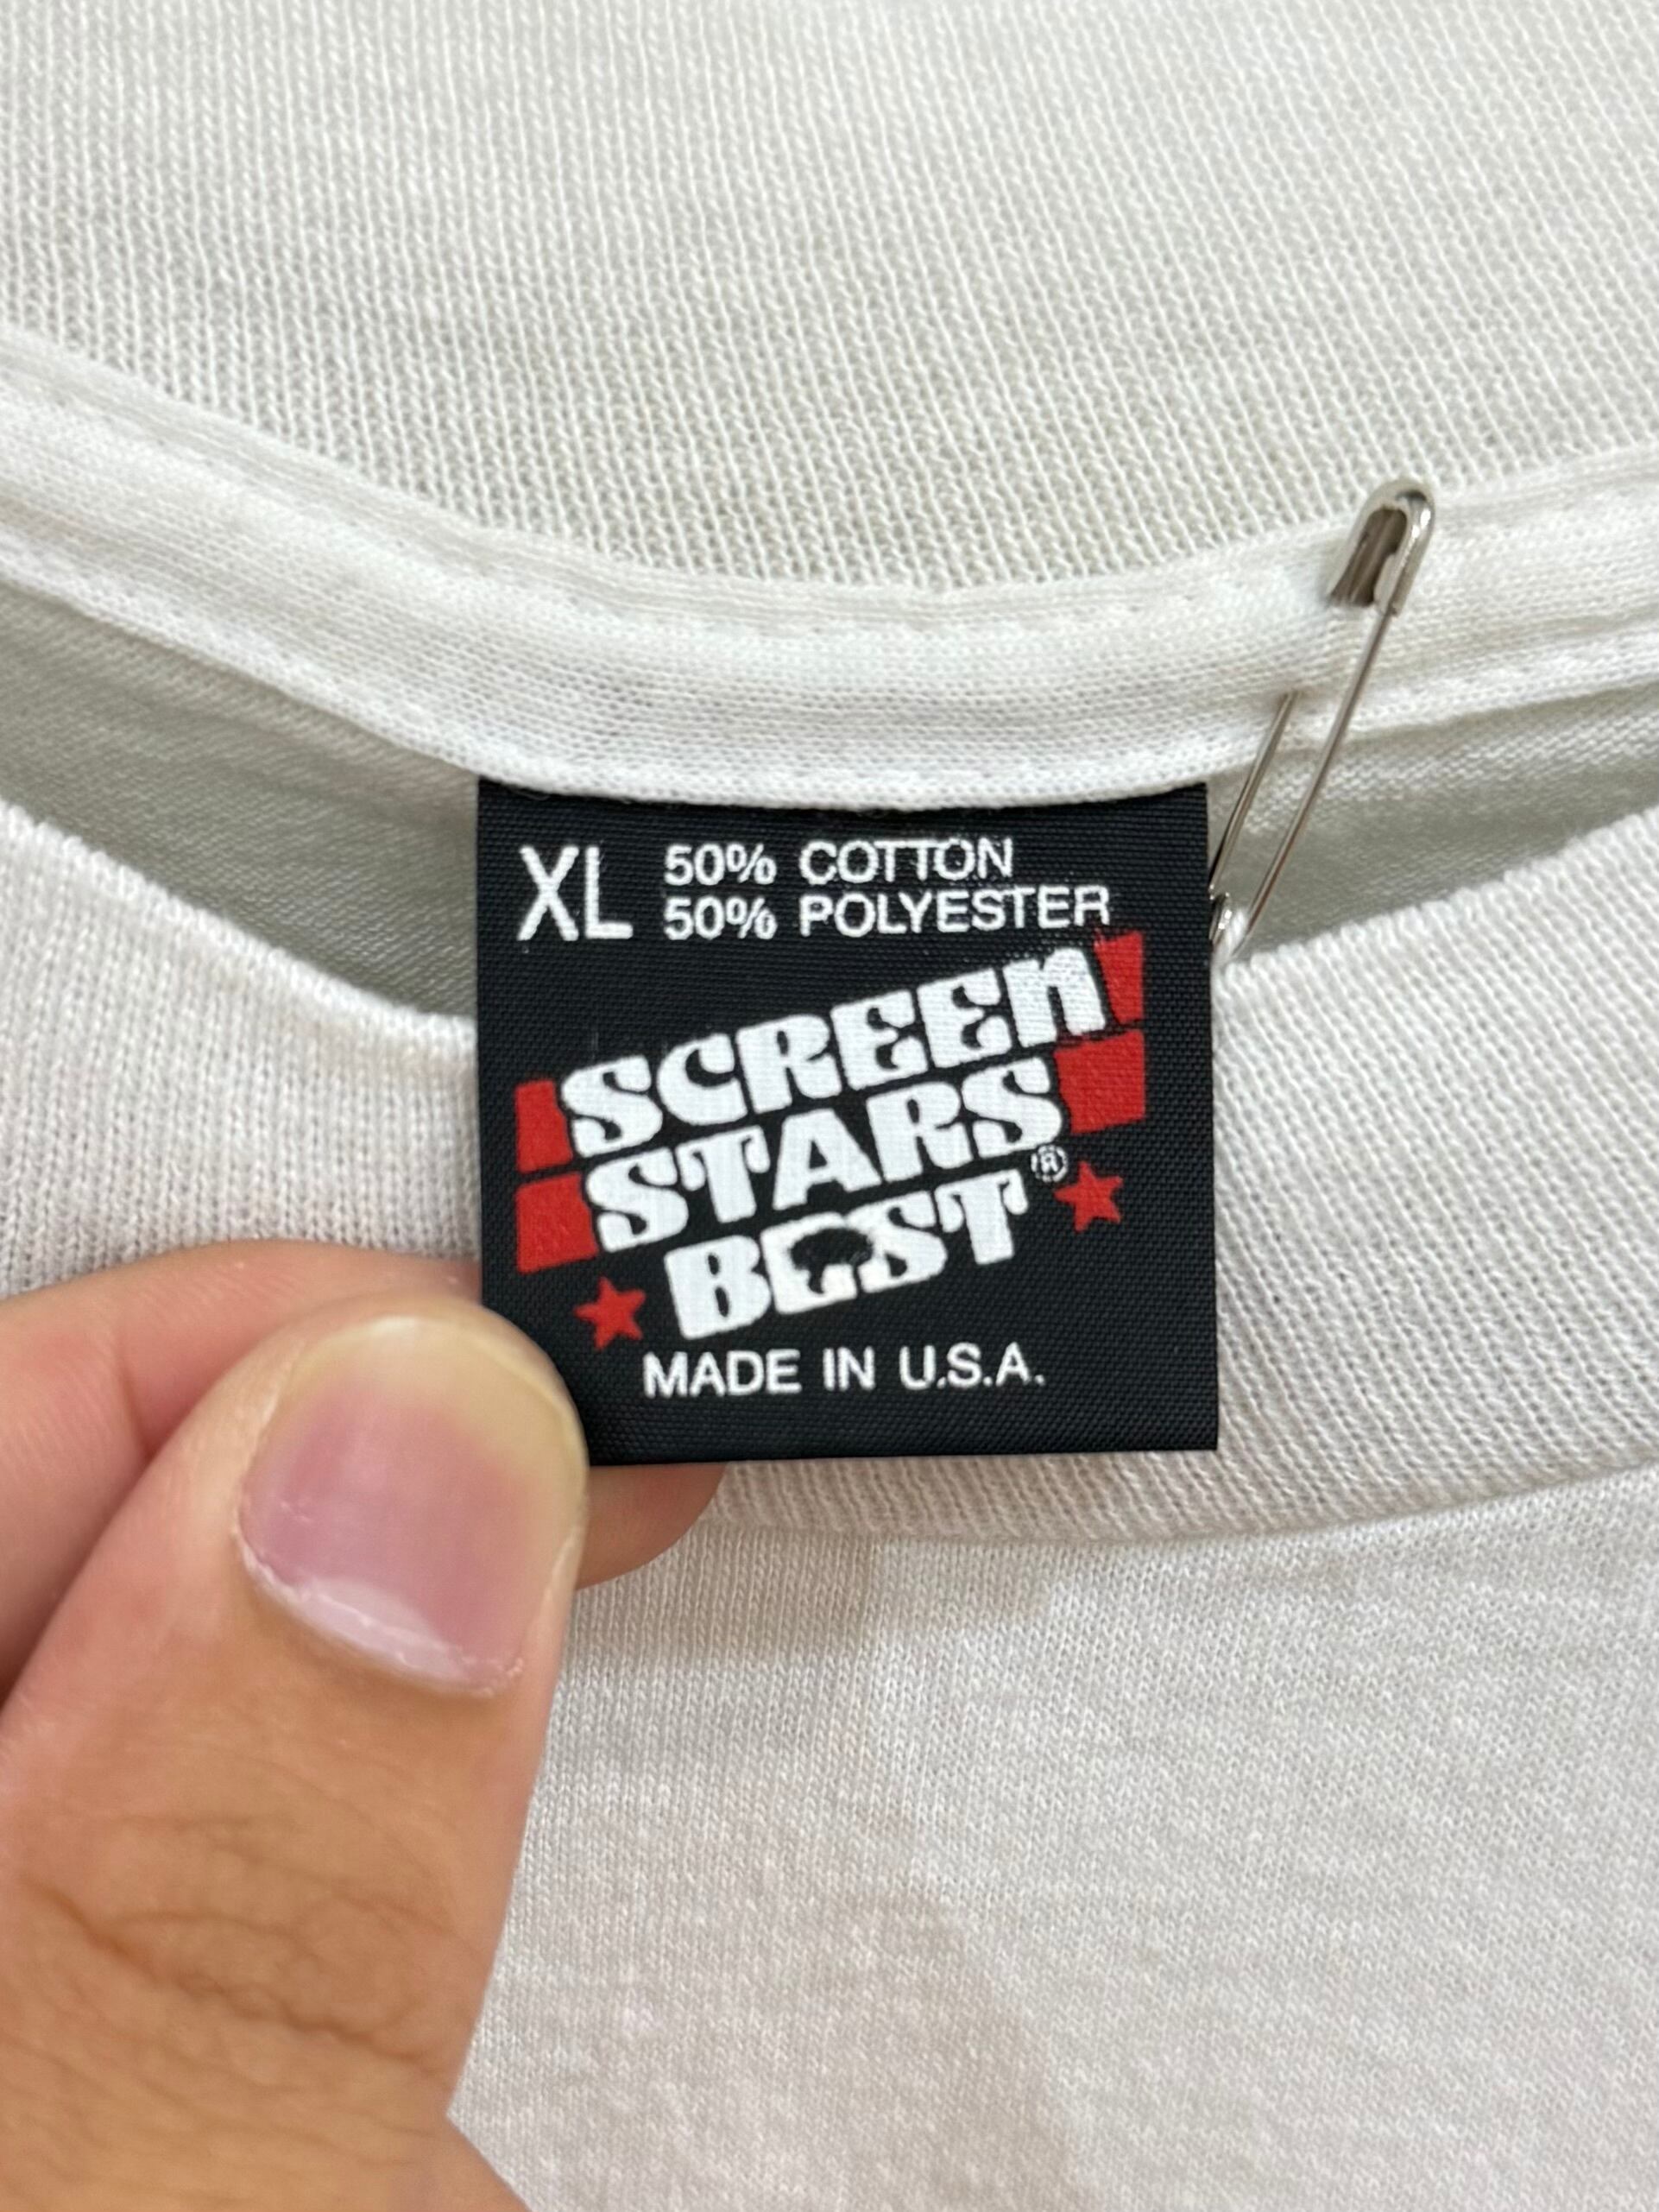 XL 50% COTTON
50% POLYESTER
SCREEN
STARS®
BEST
MADE IN U.S.A.